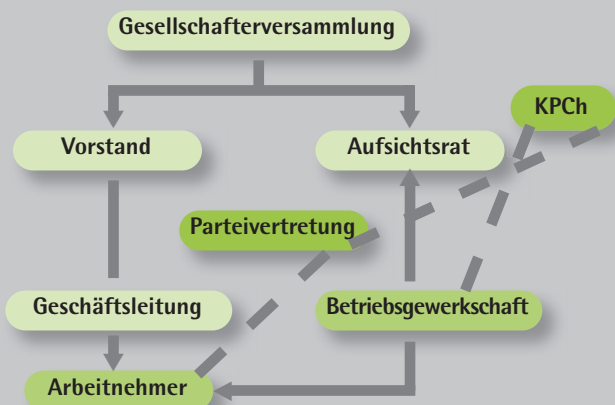 Gesellschafterversammlung
KPCh
Vorstand
Aufsichtsrat
Parteivertretung
Geschäftsleitung
Betriebsgewerkschaft
Arbeitnehmer